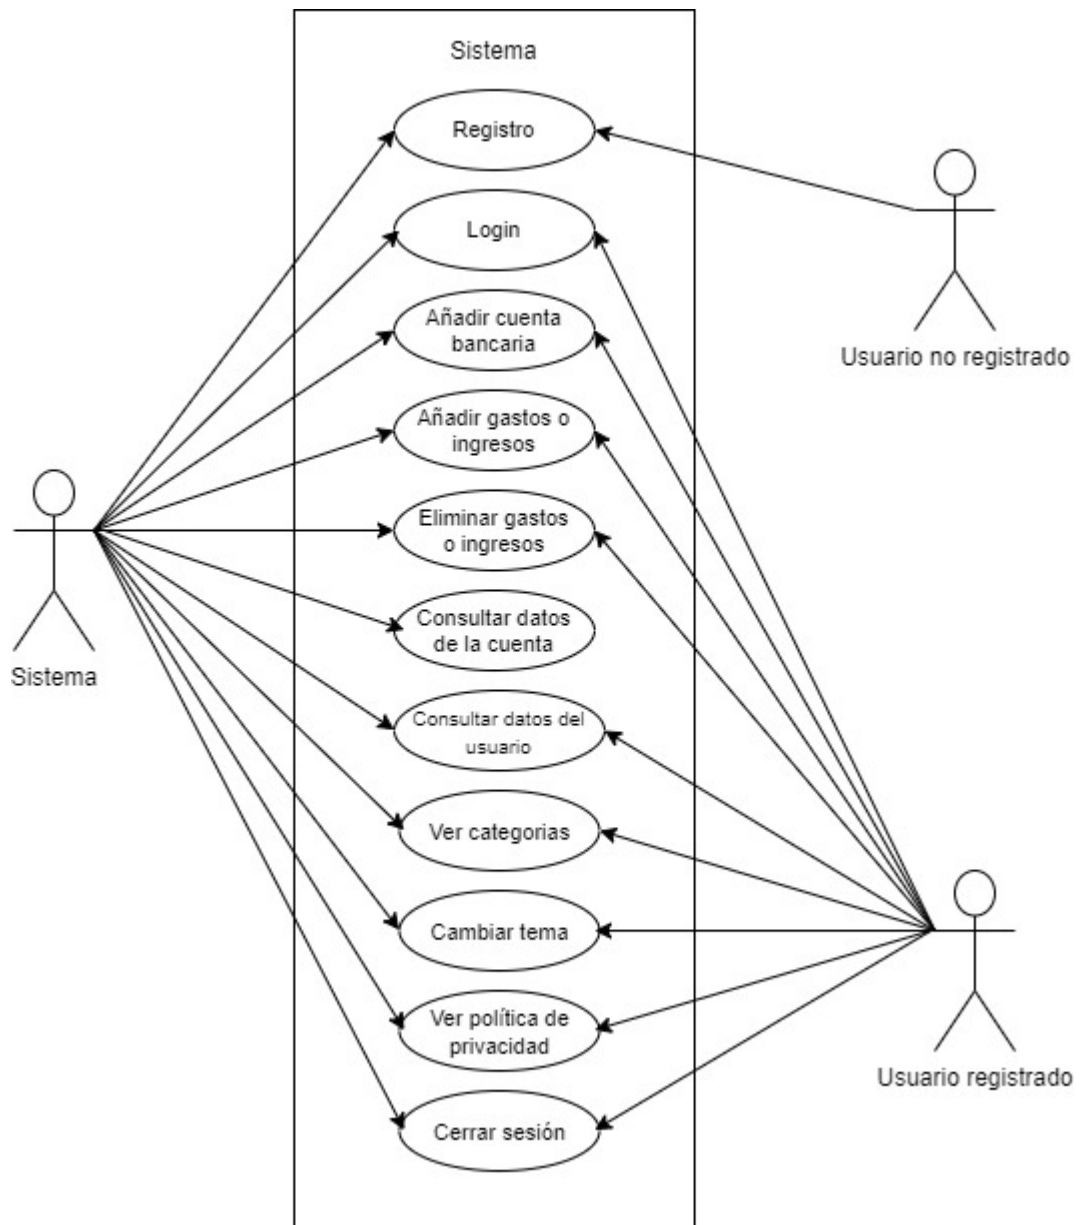 Sistema
Registro
Login
Añadir cuenta
bancaria
Añadir gastos o
ingresos
Eliminar gastos
o ingresos
Consultar datos
de la cuenta
Consultar datos del
usuario
Ver categorias
Cambiar tema
Ver política de
privacidad
Cerrar sesión
Sistema
Usuario no registrado
Usuario registrado